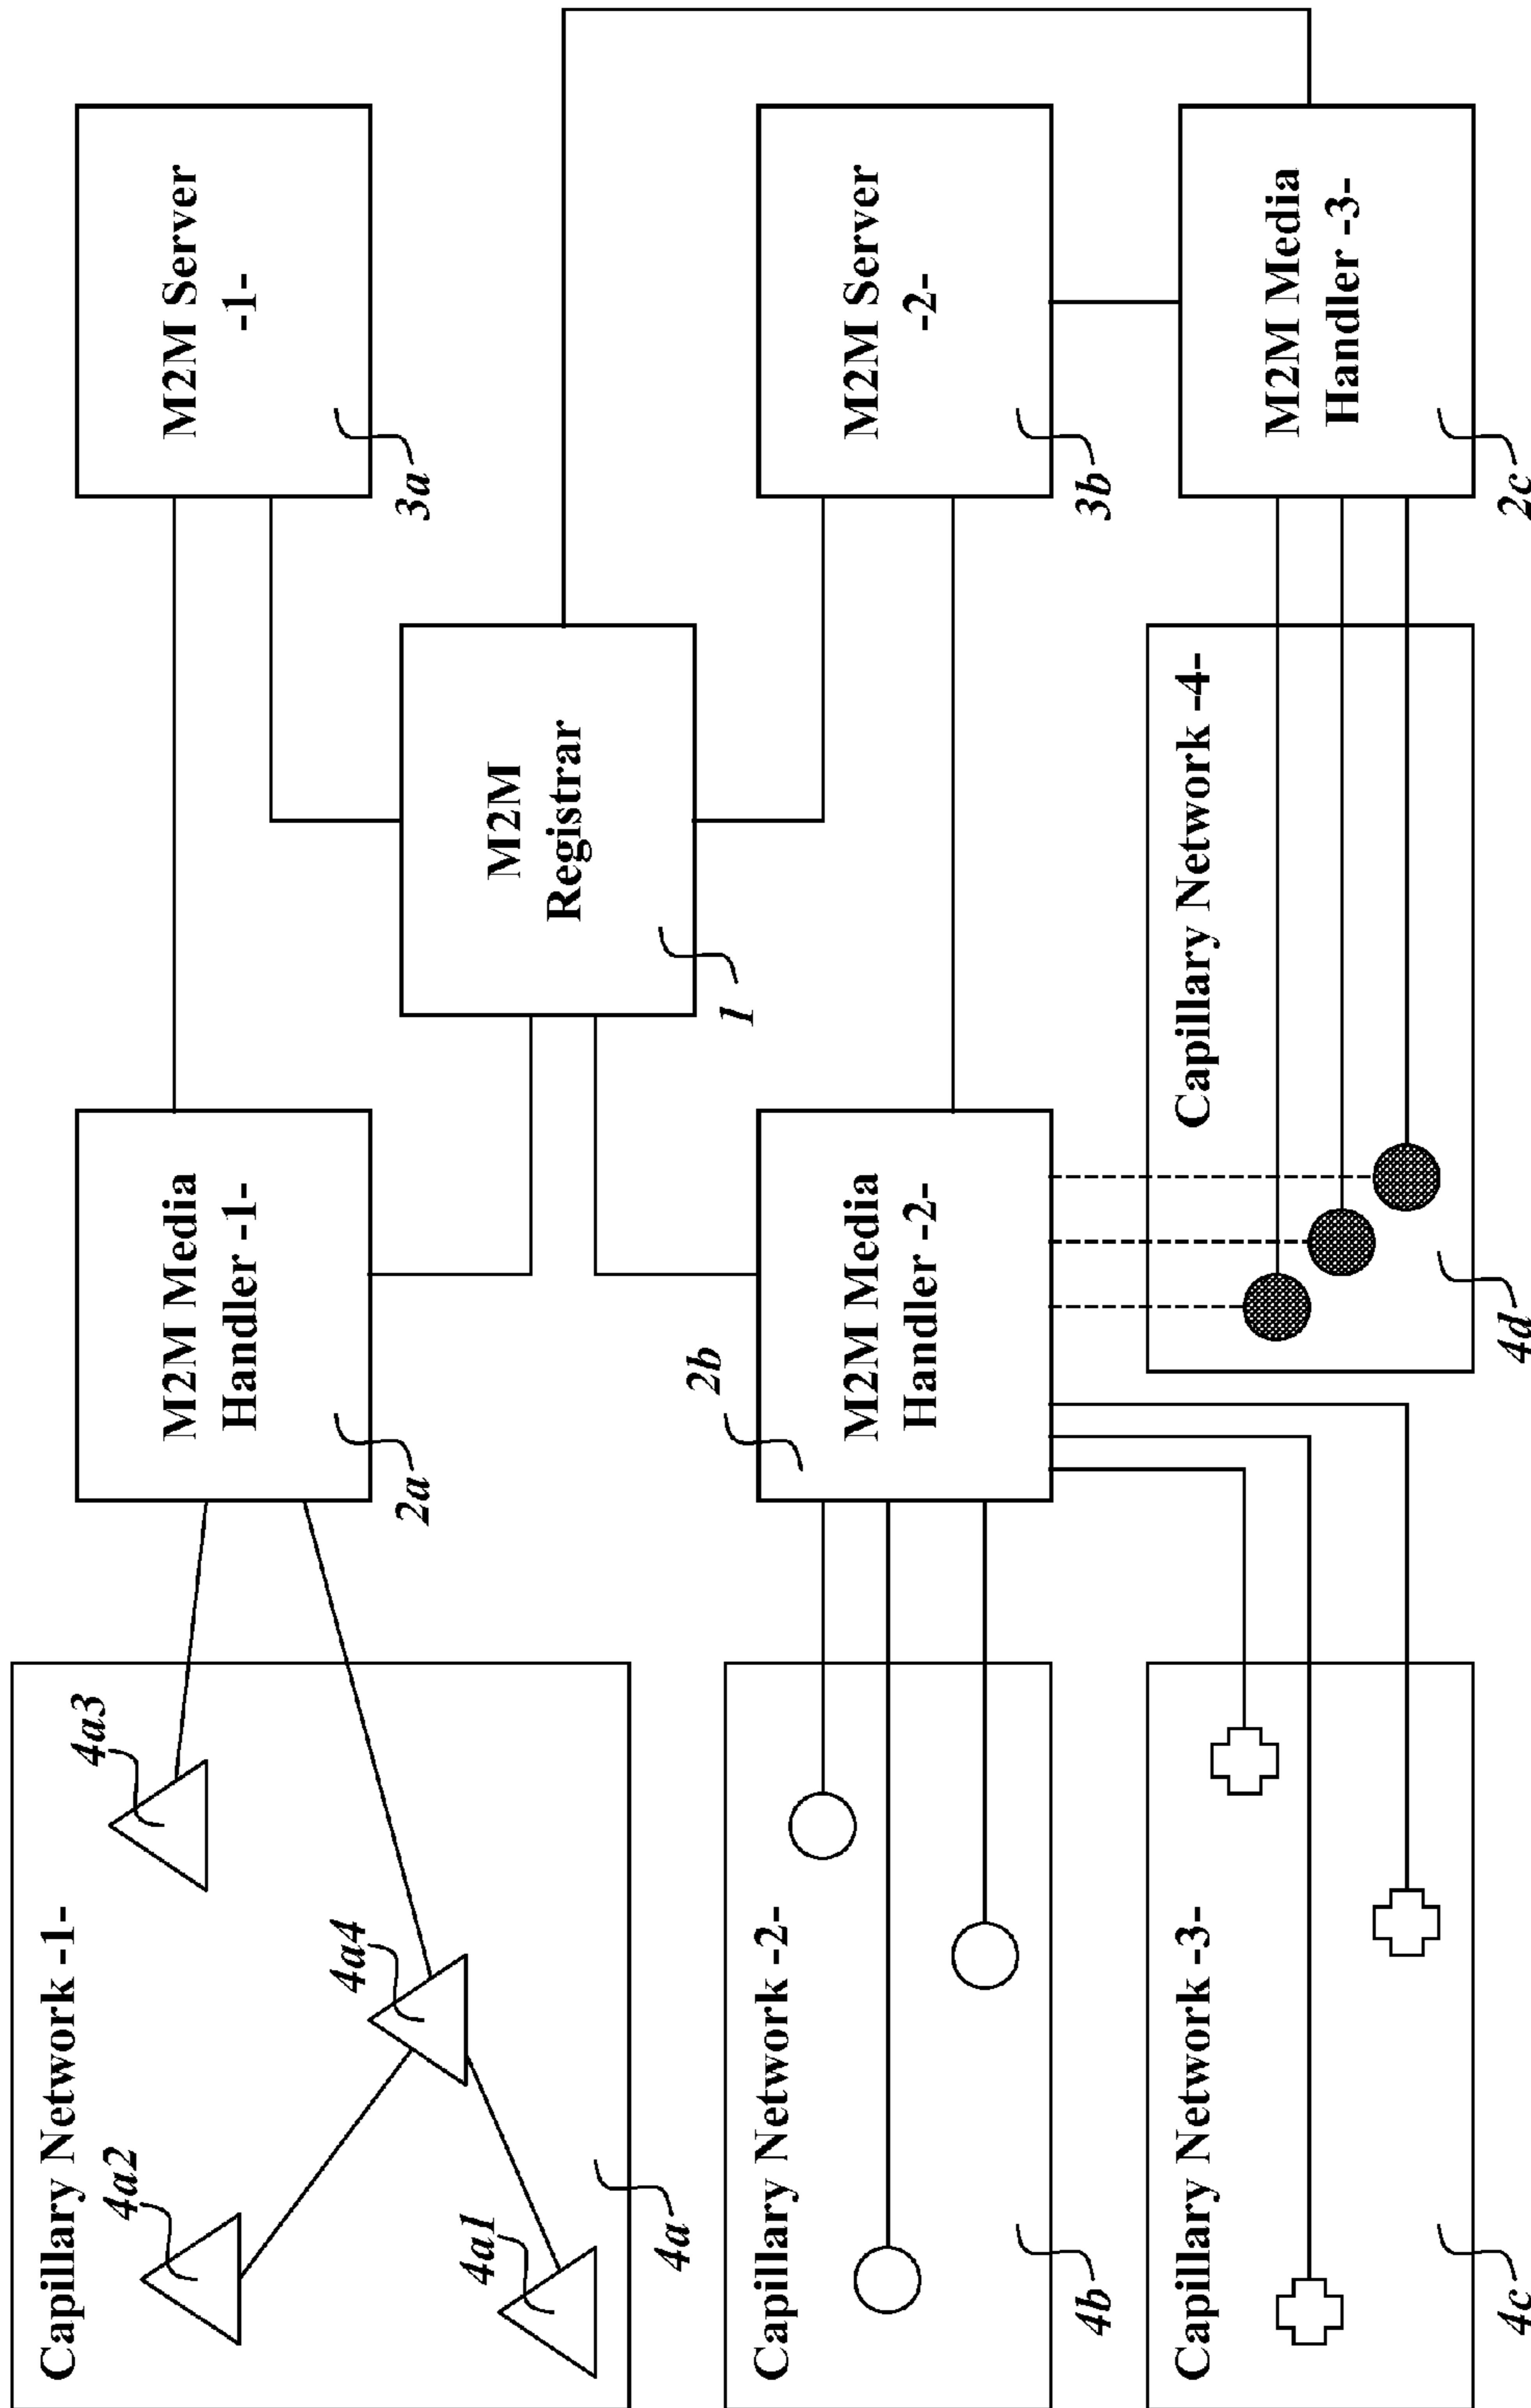 Capillary Network -1-
4a2
4a3
4a4
4a1
4a
M2M Media
Handler -1-
2a
M2M Server
-1-
3a
M2M
Registrar
1
Capillary Network -2-
4b
2b
M2M Media
Handler -2-
M2M Server
-2-
3b
Capillary Network -3-
4c
Capillary Network -4-
4d
M2M Media
Handler -3-
2c